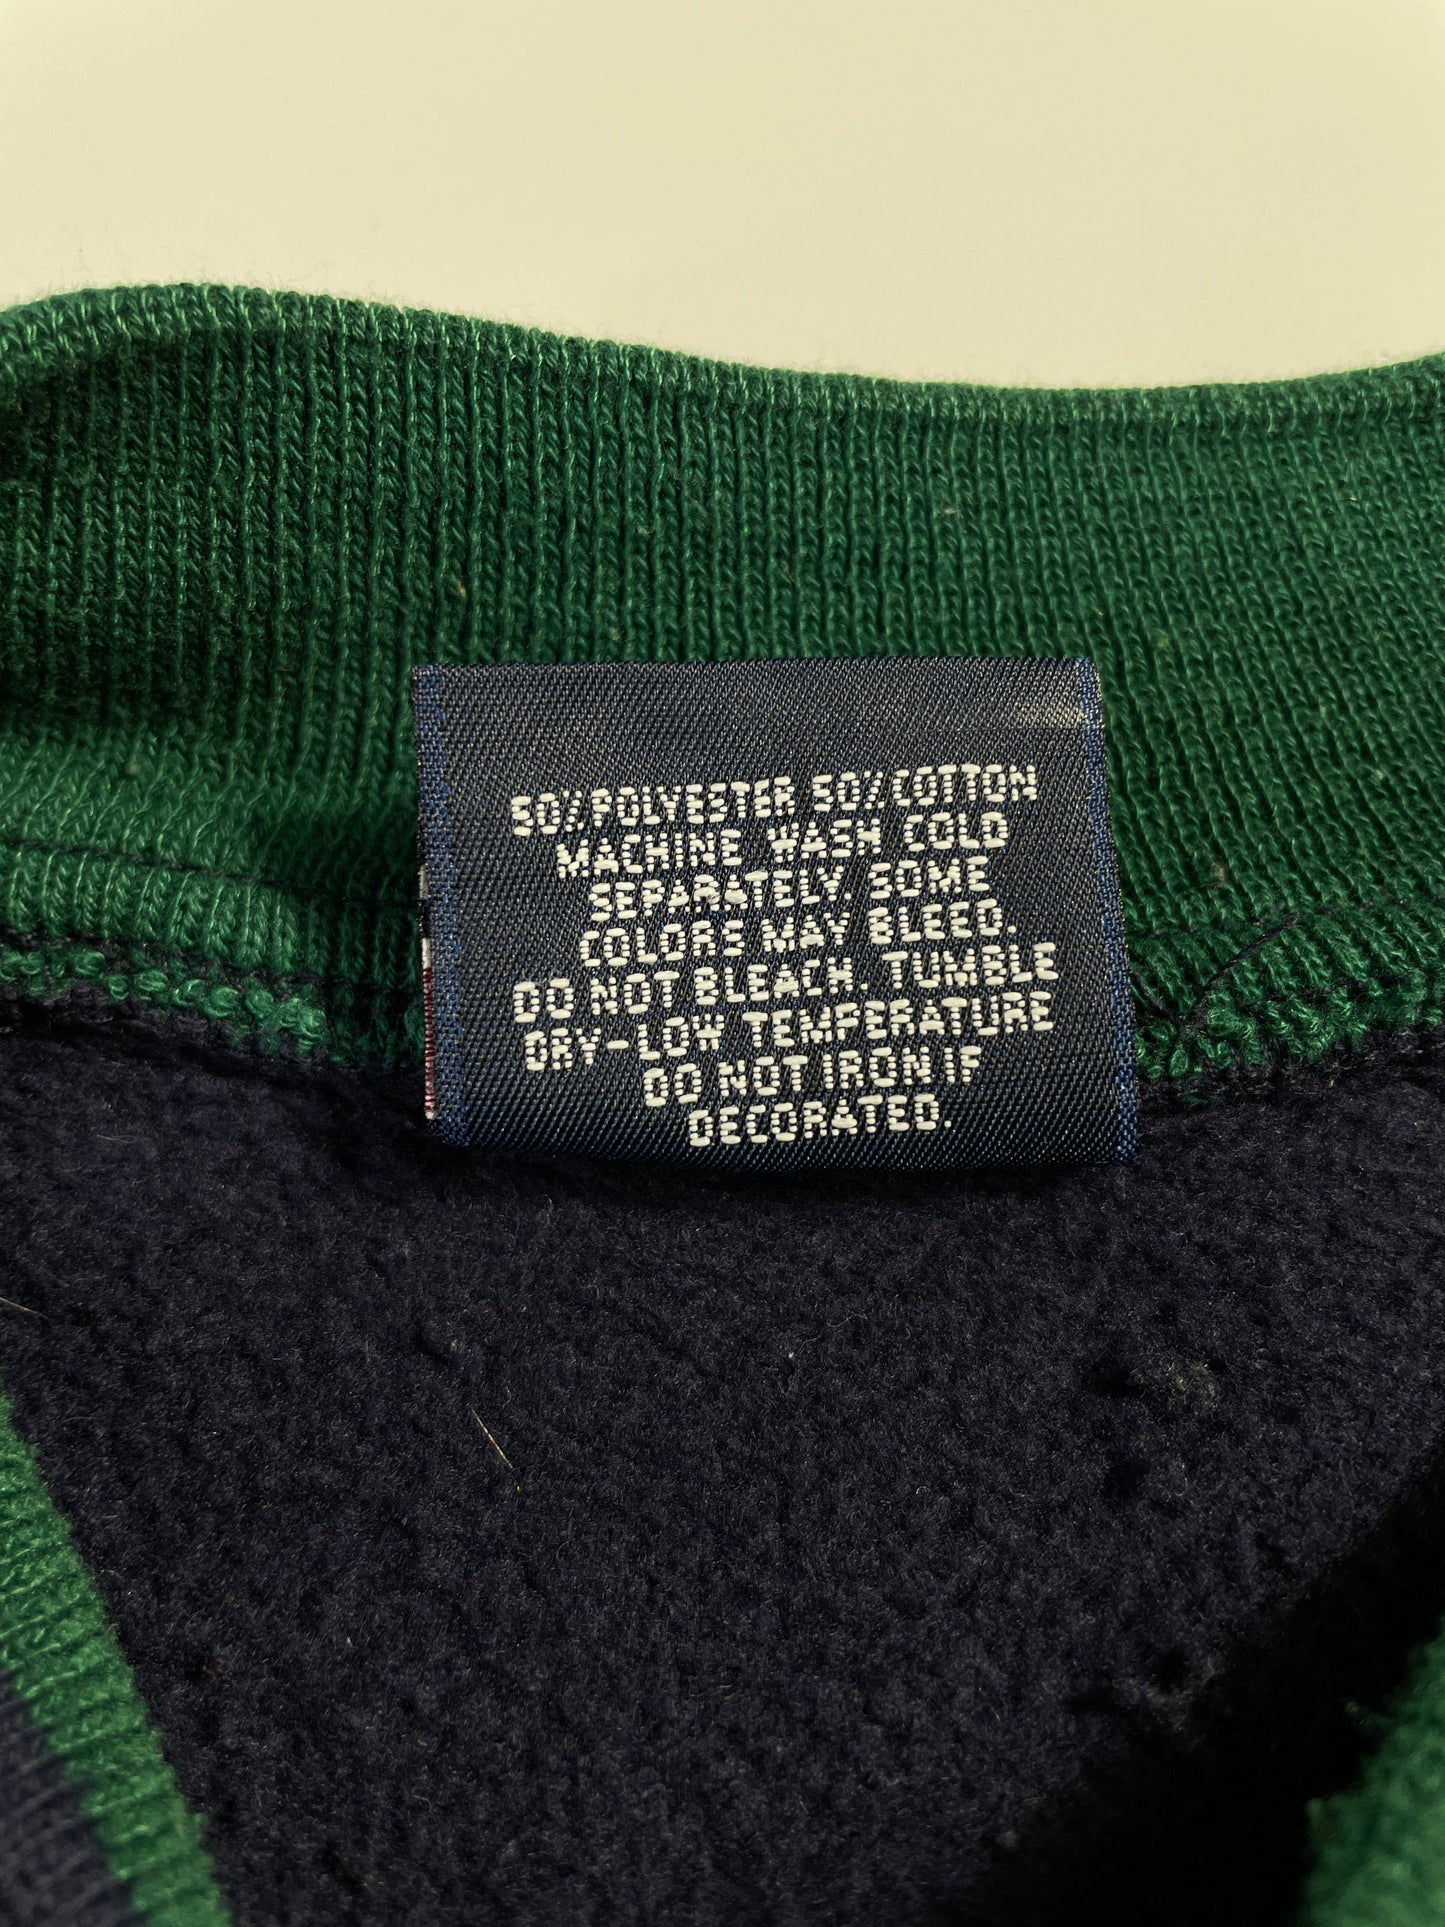 50% POLYESTER 50% COTTON
MACHINE WASH COLD
SEPARATELY. SOME
COLORS MAY BLEED.
DO NOT BLEACH. TUMBLE
DRY-LOW TEMPERATURE
DO NOT IRON IF
DECORATED.